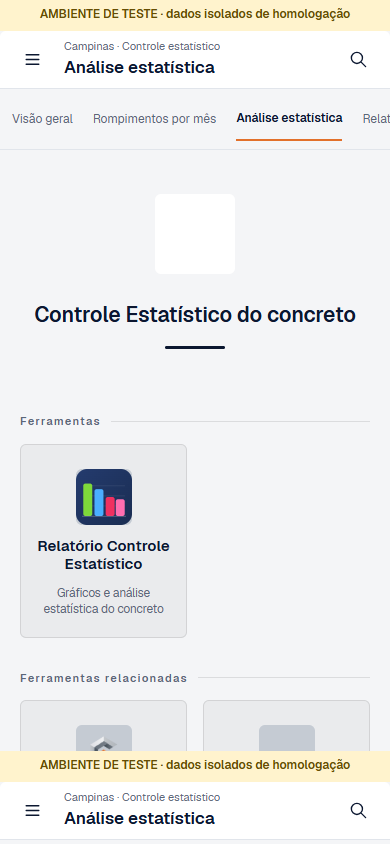 AMBIENTE DE TESTE · dados isolados de homologação
Campinas · Controle estatístico
Análise estatística
Visão geral
Rompimentos por mês
Análise estatística
Relat
Controle Estatístico do concreto
Ferramentas
Relatório Controle
Estatístico
Gráficos e análise
estatística do concreto
Ferramentas relacionadas
AMBIENTE DE TESTE · dados isolados de homologação
Campinas · Controle estatístico
Análise estatística